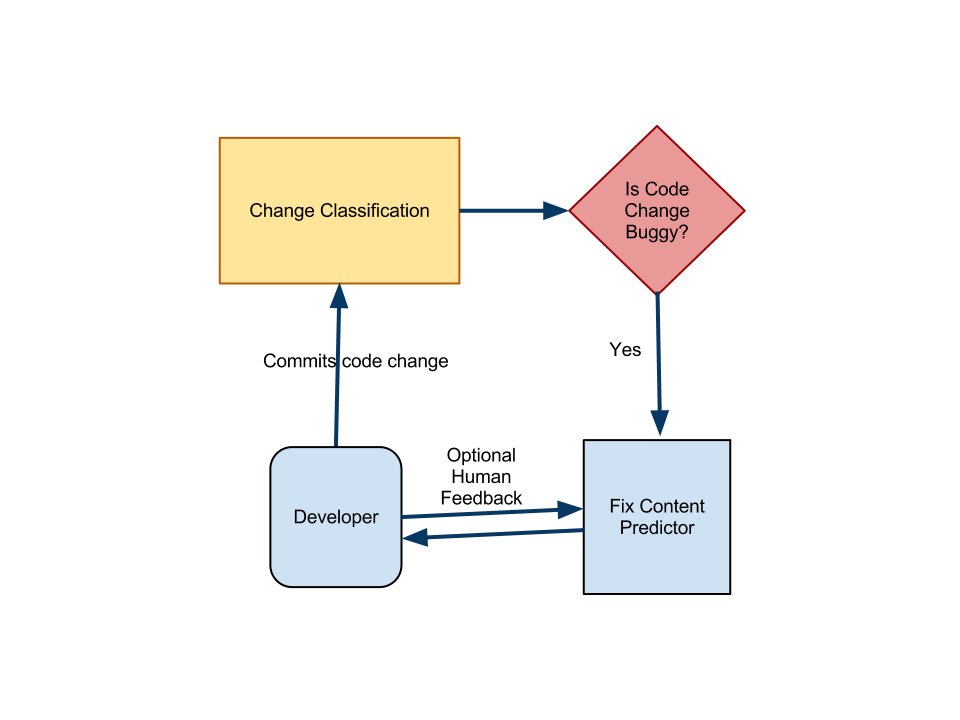 Change Classification
Is Code
Change
Buggy?
Commits code change
Yes
Optional
Human
Feedback
Developer
Fix Content
Predictor